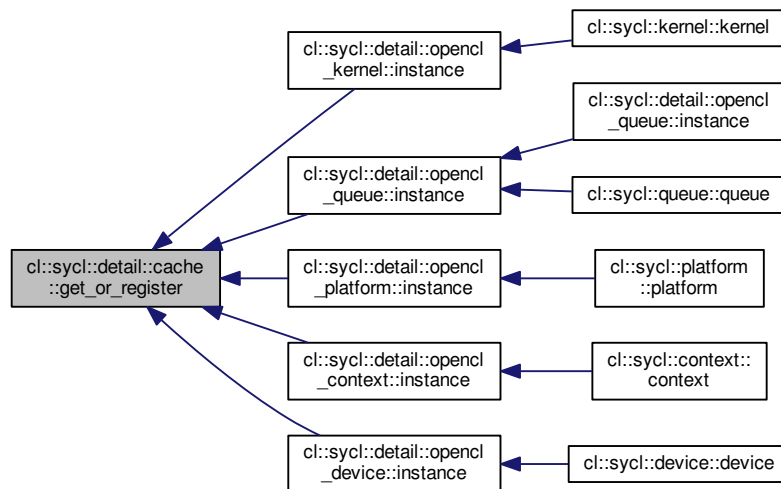 cl::sycl::detail::cache
::get_or_register
cl::sycl::detail::opencl
_kernel::instance
cl::sycl::kernel::kernel
cl::sycl::detail::opencl
_queue::instance
cl::sycl::detail::opencl
_queue::instance
cl::sycl::queue::queue
cl::sycl::detail::opencl
_platform::instance
cl::sycl::platform
::platform
cl::sycl::detail::opencl
_context::instance
cl::sycl::context::
context
cl::sycl::detail::opencl
_device::instance
cl::sycl::device::device